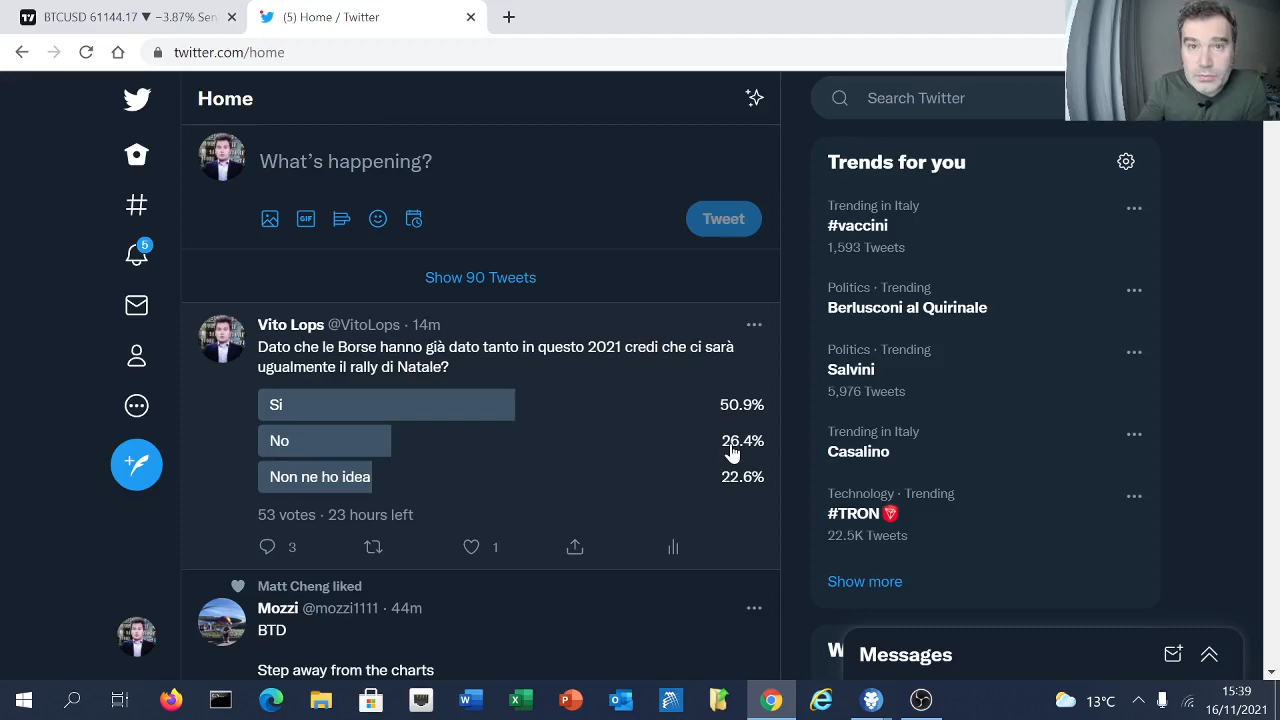 BTCUSD 61144.17 ▼ −3.87% Sen
(5) Home / Twitter
twitter.com/home
Home
Search Twitter
What's happening?
GIF
Tweet
Show 90 Tweets
5
Vito Lops @VitoLops · 14m
Dato che le Borse hanno già dato tanto in questo 2021 credi che ci sarà
ugualmente il rally di Natale?
Si 50.9%
No 26.4%
Non ne ho idea 22.6%
53 votes · 23 hours left
3 1
Matt Cheng liked
Mozzi @mozzi1111 · 44m
BTD
Step away from the charts
Trends for you
Trending in Italy
#vaccini
1,593 Tweets
Politics · Trending
Berlusconi al Quirinale
Politics · Trending
Salvini
5,976 Tweets
Trending in Italy
Casalino
Technology · Trending
#TRON
22.5K Tweets
Show more
Messages
13°C
15:39
16/11/2021